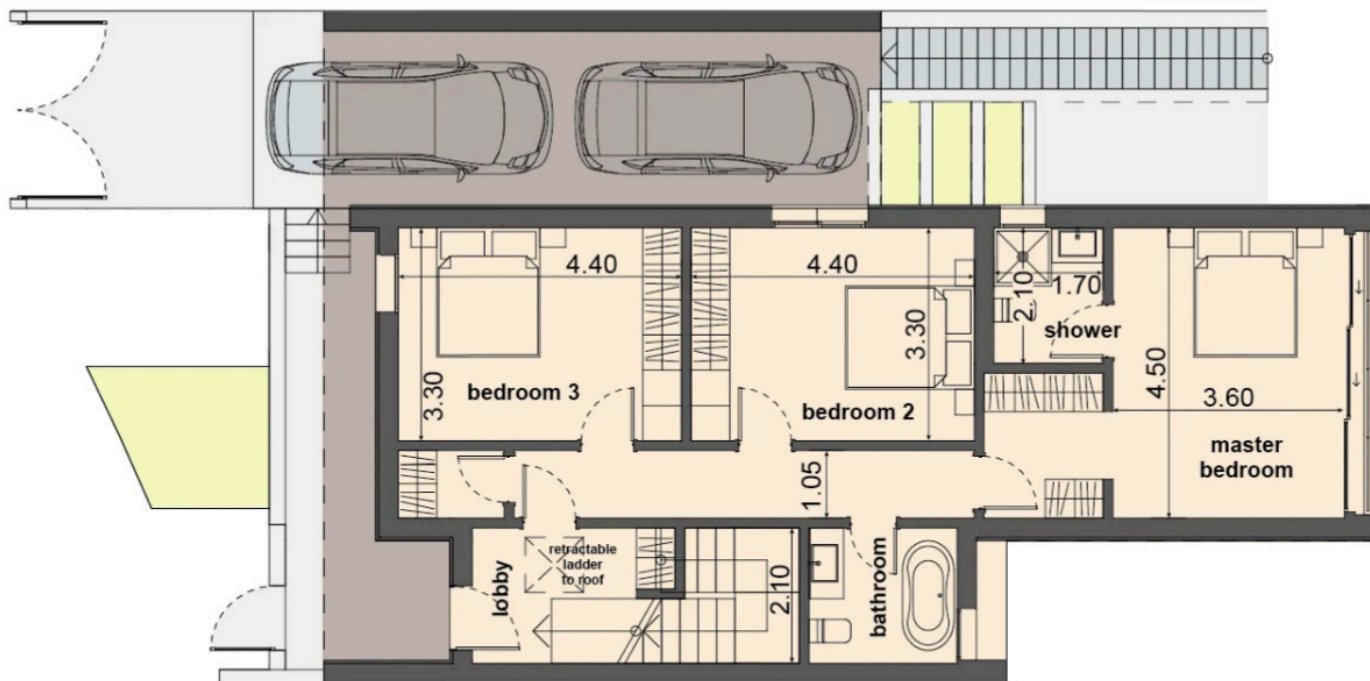 4.40
3.30
bedroom 3
4.40
3.30
bedroom 2
2.10
1.70
shower
4.50
3.60
master
bedroom
1.05
lobby
retractable
ladder
to roof
2.10
bathroom